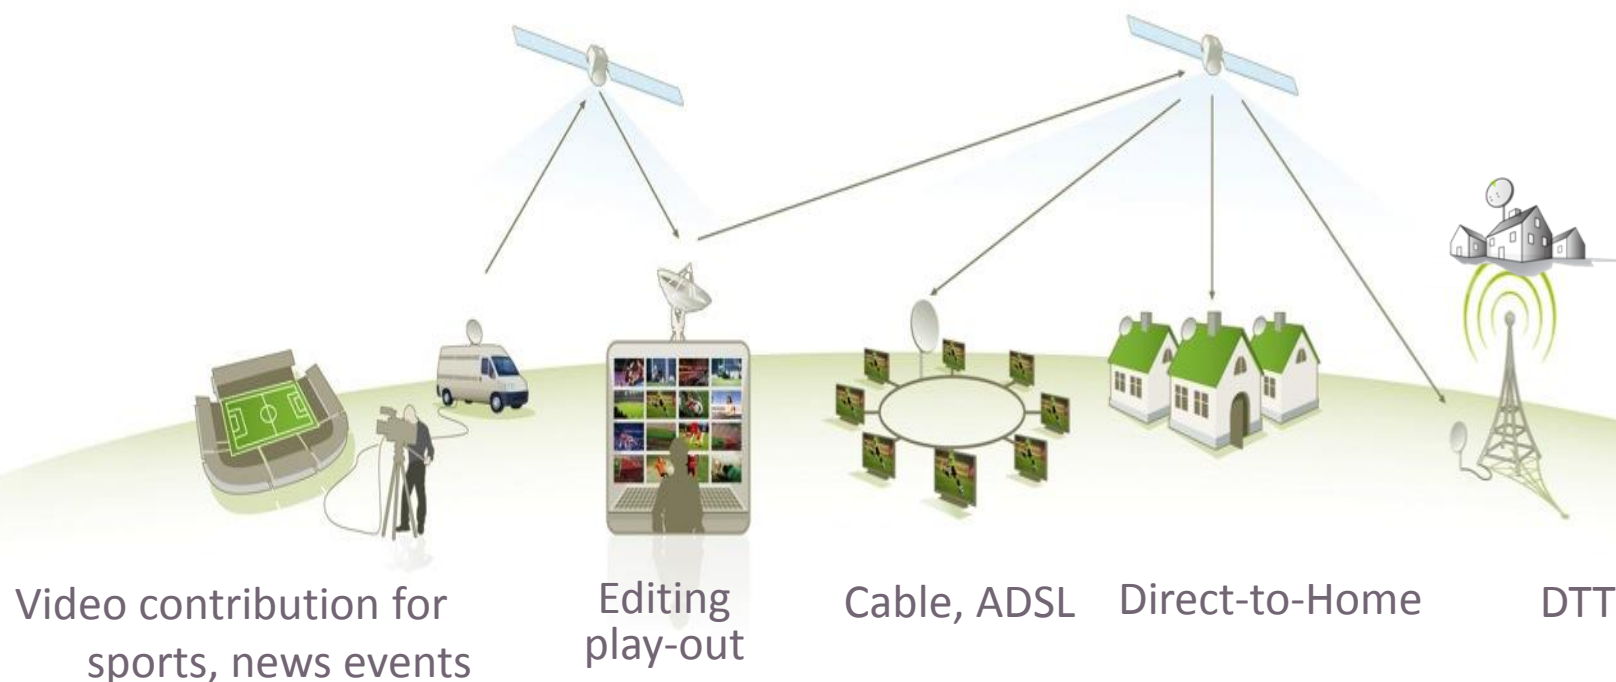 Video contribution for
sports, news events
Editing
play-out
Cable, ADSL
Direct-to-Home
DTT